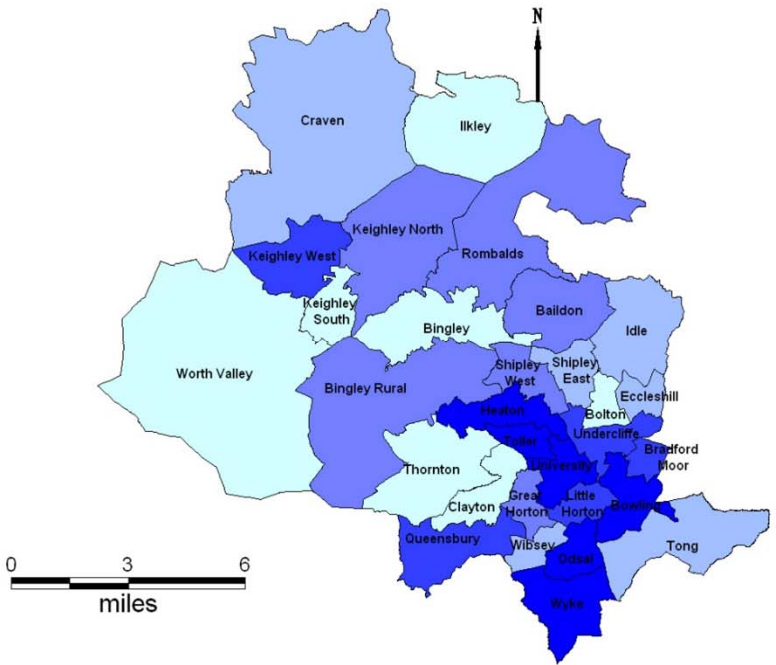 N
Craven
Ilkley
Keighley North
Keighley West
Rombalds
Keighley
South
Baildon
Bingley
Idle
Worth Valley
Bingley Rural
Shipley
West
Shipley
East
Eccleshill
Heaton
Bolton
Toller
Undercliffe
Bradford
Moor
Thornton
University
Clayton
Great
Horton
Little
Horton
Bowling
Queensbury
Wibsey
Tong
Odsal
Wyke
0 3 6
miles